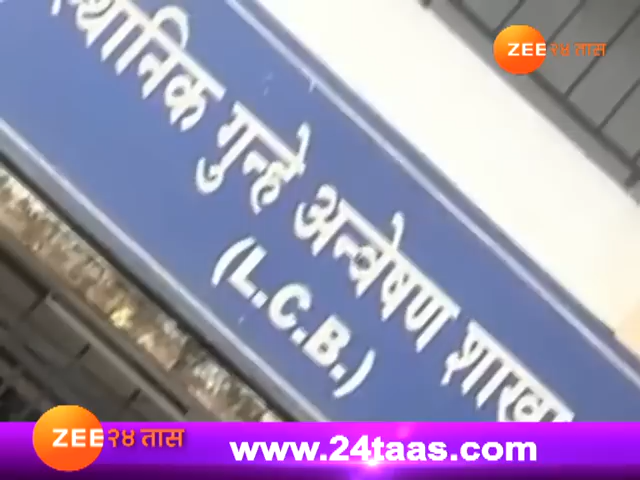 ZEE २४ तास
स्थानिक गुन्हे अन्वेषण शाखा
(L.C.B.)
ZEE २४ तास
www.24taas.com